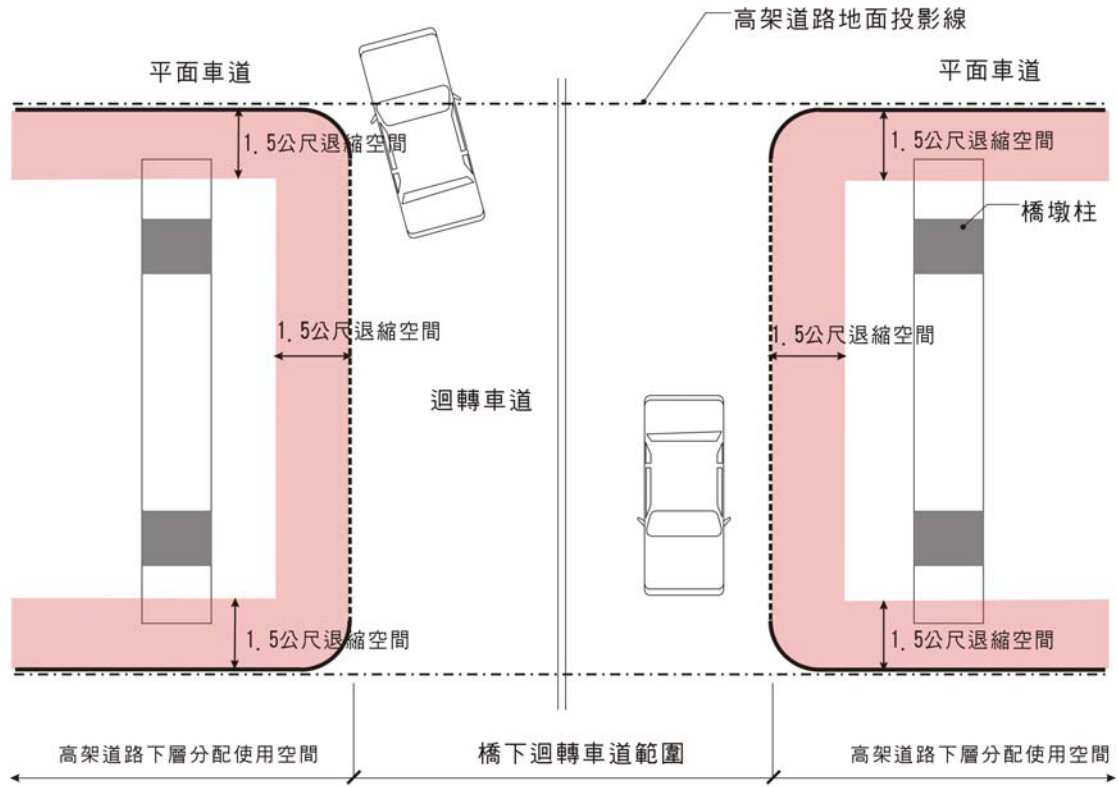 高架道路地面投影線
平面車道
平面車道
1.5公尺退縮空間
1.5公尺退縮空間
橋墩柱
1.5公尺退縮空間
1.5公尺退縮空間
迴轉車道
1.5公尺退縮空間
1.5公尺退縮空間
高架道路下層分配使用空間
橋下迴轉車道範圍
高架道路下層分配使用空間